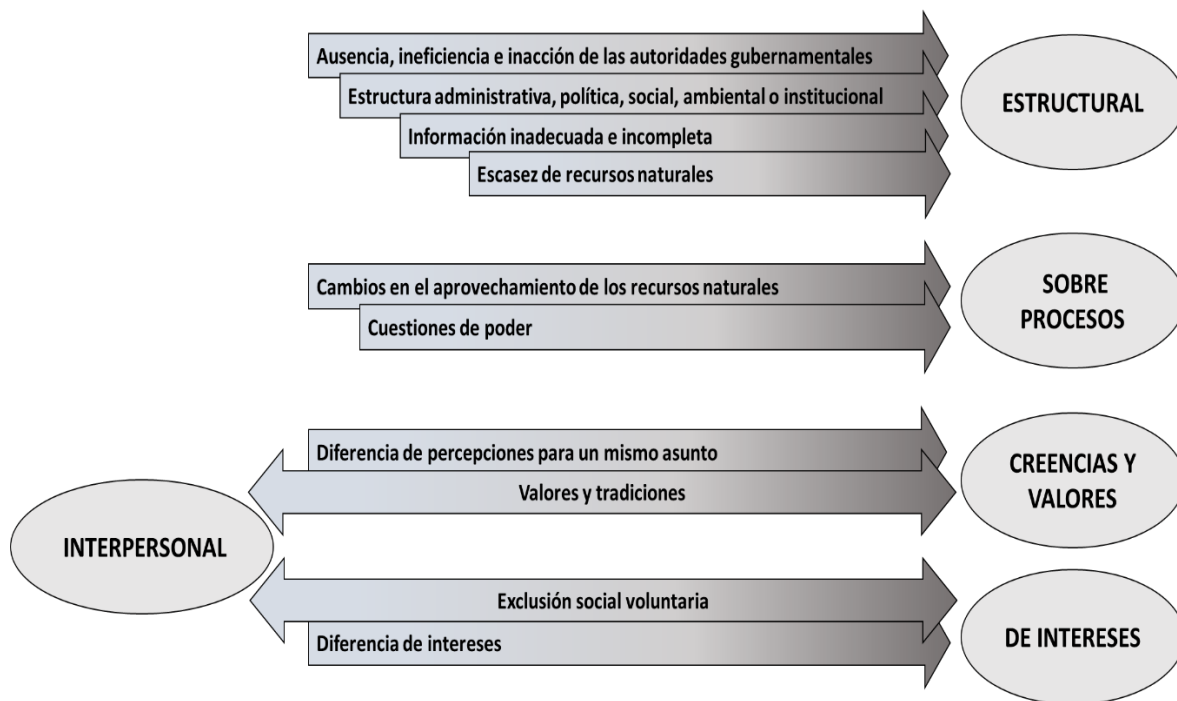 Ausencia, ineficiencia e inacción de las autoridades gubernamentales
Estructura administrativa, política, social, ambiental o institucional
Información inadecuada e incompleta
Escasez de recursos naturales
ESTRUCTURAL
Cambios en el aprovechamiento de los recursos naturales
Cuestiones de poder
SOBRE
PROCESOS
Diferencia de percepciones para un mismo asunto
Valores y tradiciones
CREENCIAS Y
VALORES
INTERPERSONAL
Exclusión social voluntaria
Diferencia de intereses
DE INTERESES